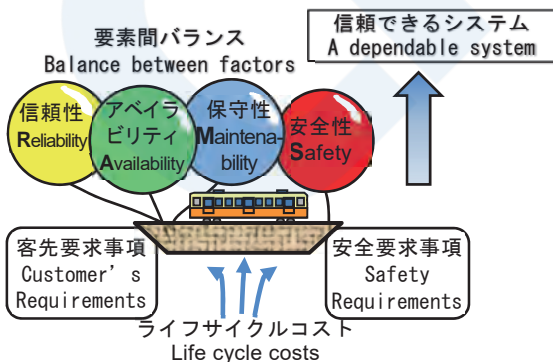 要素間バランス
Balance between factors
信頼できるシステム
A dependable system
信頼性
Reliability
アベイラ
ビリティ
Availability
保守性
Maintena-
bility
安全性
Safety
客先要求事項
Customer's
Requirements
安全要求事項
Safety
Requirements
ライフサイクルコスト
Life cycle costs